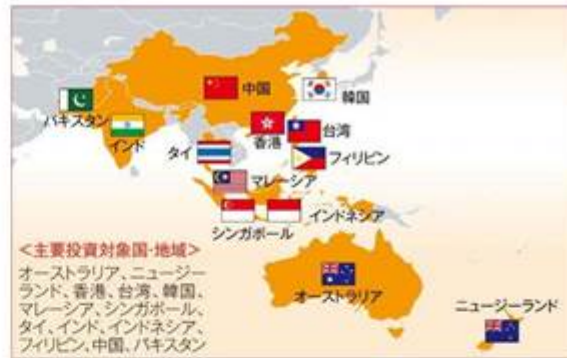 中国
韓国
パキスタン
インド
香港
台湾
タイ
フィリピン
マレーシア
インドネシア
シンガポール
＜主要投資対象国・地域＞
オーストラリア、ニュージー
ランド、香港、台湾、韓国、
マレーシア、シンガポール、
タイ、インド、インドネシア、
フィリピン、中国、パキスタン
オーストラリア
ニュージーランド